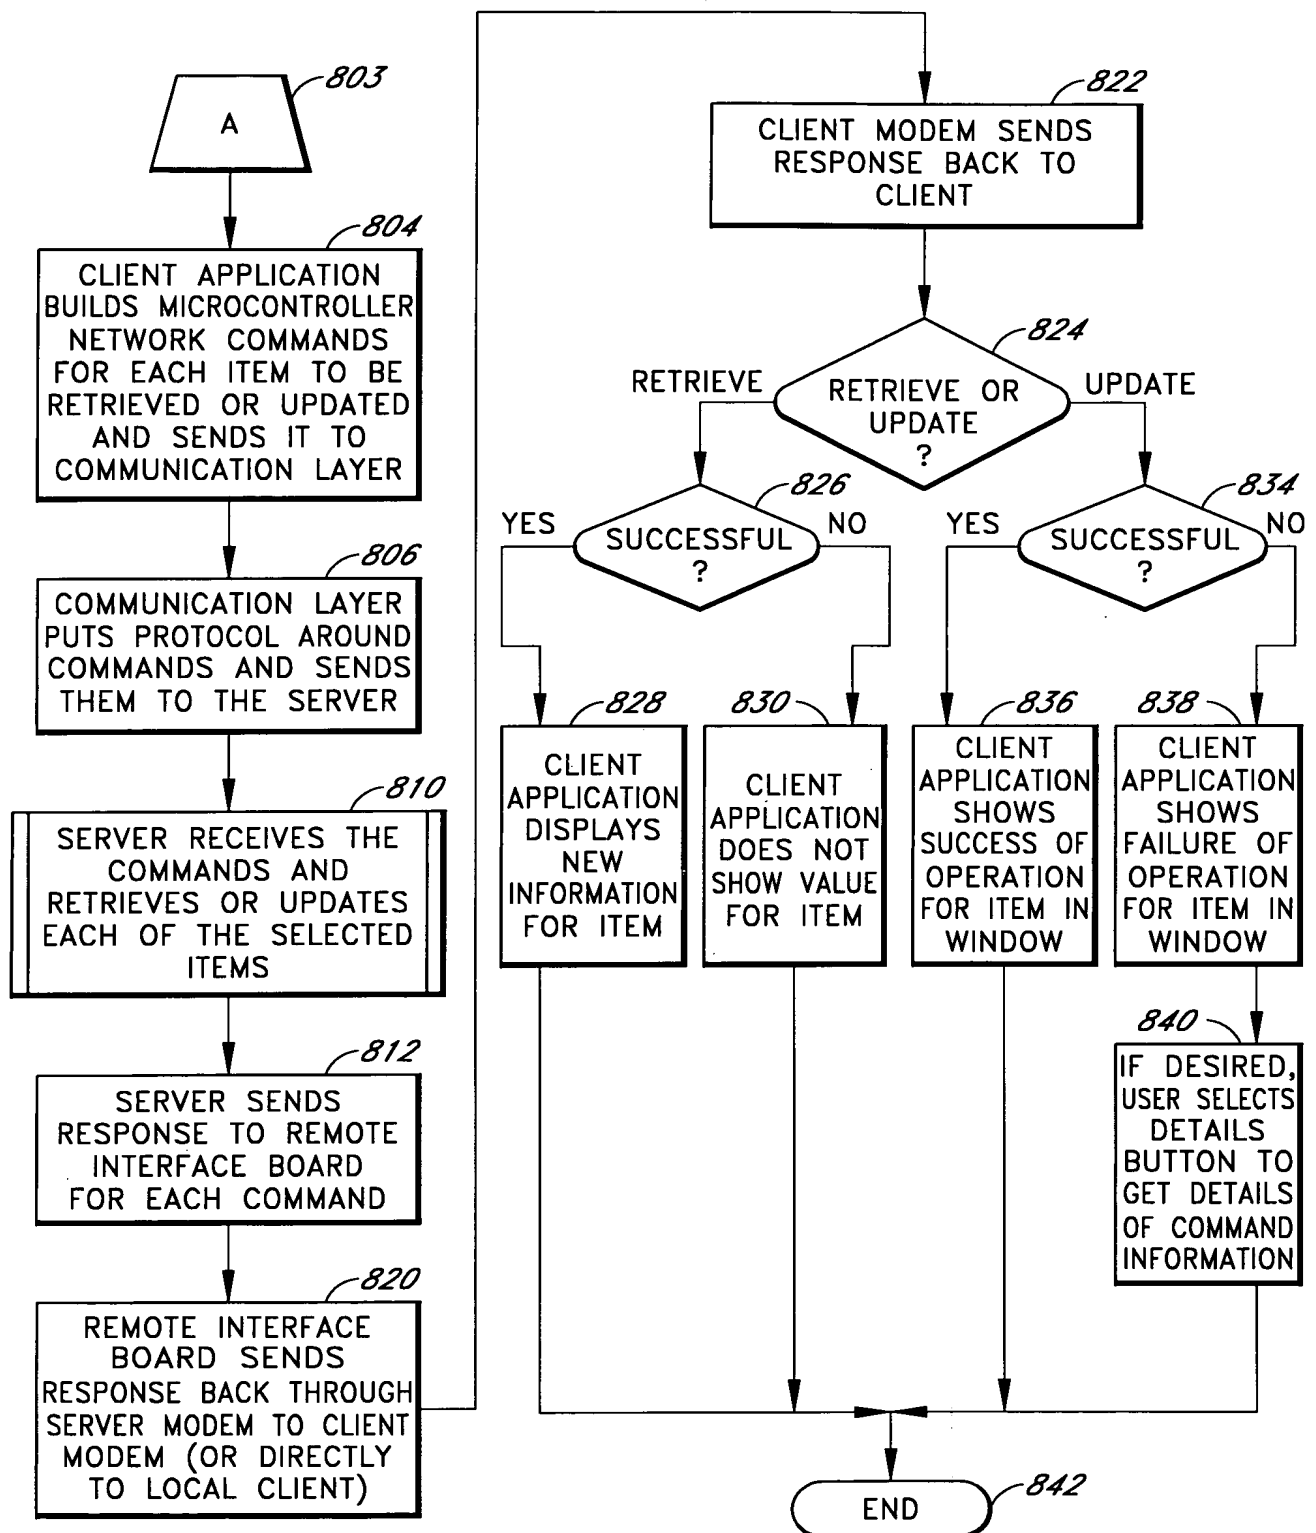 803
A
804
CLIENT APPLICATION
BUILDS MICROCONTROLLER
NETWORK COMMANDS
FOR EACH ITEM TO BE
RETRIEVED OR UPDATED
AND SENDS IT TO
COMMUNICATION LAYER
806
COMMUNICATION LAYER
PUTS PROTOCOL AROUND
COMMANDS AND SENDS
THEM TO THE SERVER
810
SERVER RECEIVES THE
COMMANDS AND
RETRIEVES OR UPDATES
EACH OF THE SELECTED
ITEMS
812
SERVER SENDS
RESPONSE TO REMOTE
INTERFACE BOARD
FOR EACH COMMAND
820
REMOTE INTERFACE
BOARD SENDS
RESPONSE BACK THROUGH
SERVER MODEM TO CLIENT
MODEM (OR DIRECTLY
TO LOCAL CLIENT)
822
CLIENT MODEM SENDS
RESPONSE BACK TO
CLIENT
824
RETRIEVE
RETRIEVE OR
UPDATE
?
UPDATE
826
YES
SUCCESSFUL
?
NO
834
YES
SUCCESSFUL
?
NO
828
CLIENT
APPLICATION
DISPLAYS
NEW
INFORMATION
FOR ITEM
830
CLIENT
APPLICATION
DOES NOT
SHOW VALUE
FOR ITEM
836
CLIENT
APPLICATION
SHOWS
SUCCESS OF
OPERATION
FOR ITEM IN
WINDOW
838
CLIENT
APPLICATION
SHOWS
FAILURE OF
OPERATION
FOR ITEM IN
WINDOW
840
IF DESIRED,
USER SELECTS
DETAILS
BUTTON TO
GET DETAILS
OF COMMAND
INFORMATION
END
842